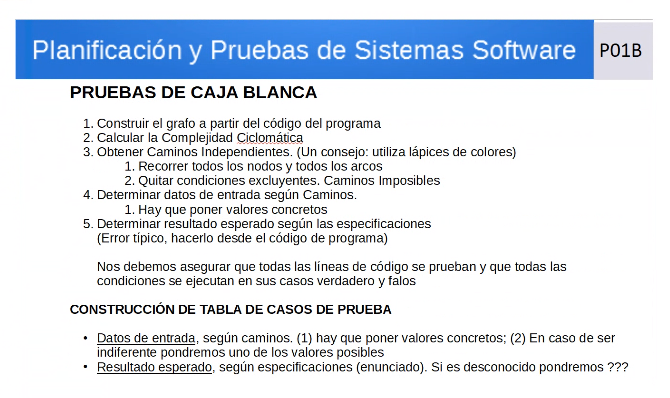 Planificación y Pruebas de Sistemas Software P01B
PRUEBAS DE CAJA BLANCA
1. Construir el grafo a partir del código del programa
2. Calcular la Complejidad Ciclomática
3. Obtener Caminos Independientes. (Un consejo: utiliza lápices de colores)
1. Recorrer todos los nodos y todos los arcos
2. Quitar condiciones excluyentes. Caminos Imposibles
4. Determinar datos de entrada según Caminos.
1. Hay que poner valores concretos
5. Determinar resultado esperado según las especificaciones
(Error típico, hacerlo desde el código de programa)
Nos debemos asegurar que todas las líneas de código se prueban y que todas las
condiciones se ejecutan en sus casos verdadero y falos
CONSTRUCCIÓN DE TABLA DE CASOS DE PRUEBA
• Datos de entrada, según caminos. (1) hay que poner valores concretos; (2) En caso de ser
indiferente pondremos uno de los valores posibles
• Resultado esperado, según especificaciones (enunciado). Si es desconocido pondremos ???